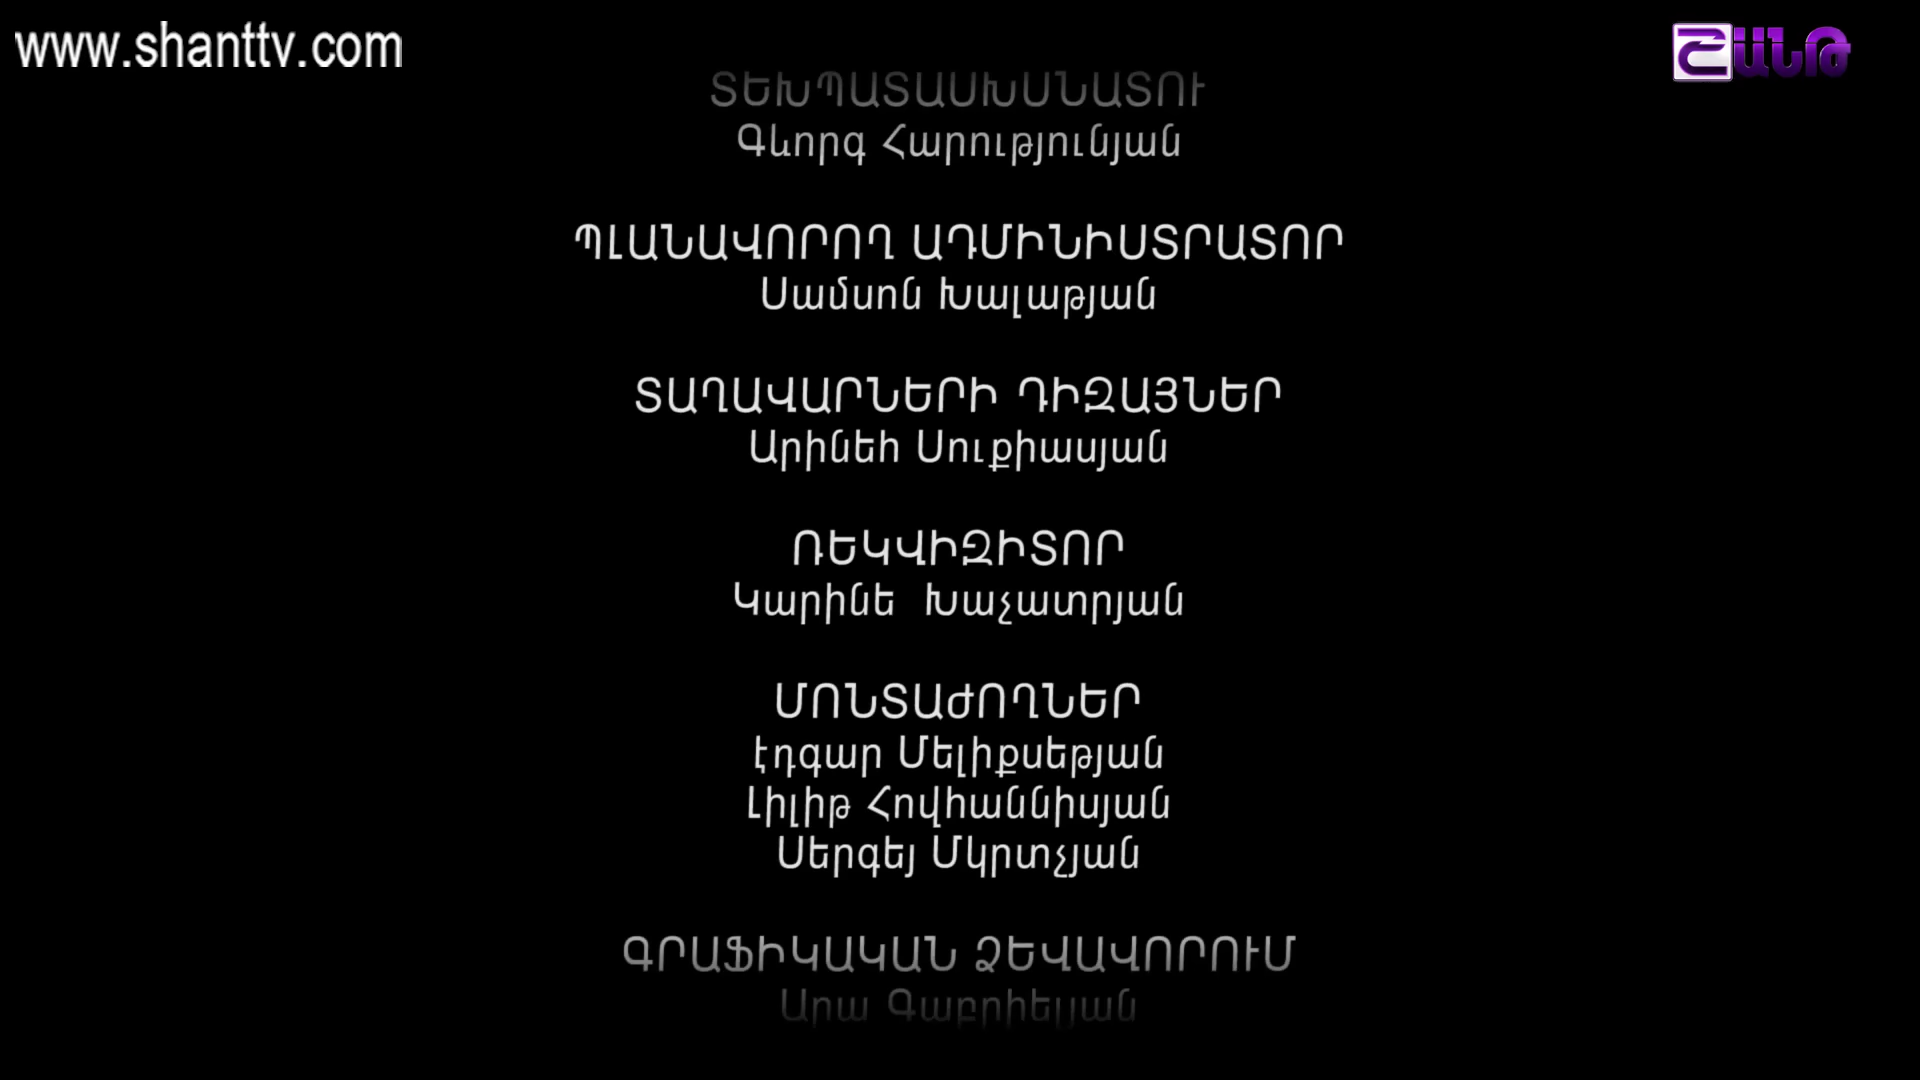 www.shanttv.com
ՇԱՆԹ
ՏԵԽՊԱՏԱՍԽՍՆԱՏՈՒ
Գևորգ Հարությունյան
ՊԼԱՆԱՎՈՐՈՂ ԱԴՄԻՆԻՍՏՐԱՏՈՐ
Սամսոն Խալաթյան
ՏԱՂԱՎԱՐՆԵՐԻ ԴԻԶԱՅՆԵՐ
Արինեհ Սուքիասյան
ՌԵԿՎԻԶԻՏՈՐ
Կարինե Խաչատրյան
ՄՈՆՏԱԺՈՂՆԵՐ
Էդգար Մելիքսեթյան
Լիլիթ Հովհաննիսյան
Սերգեյ Մկրտչյան
ԳՐԱՖԻԿԱԿԱՆ ՁԵՎԱՎՈՐՈՒՄ
Արա Գաբրիելյան